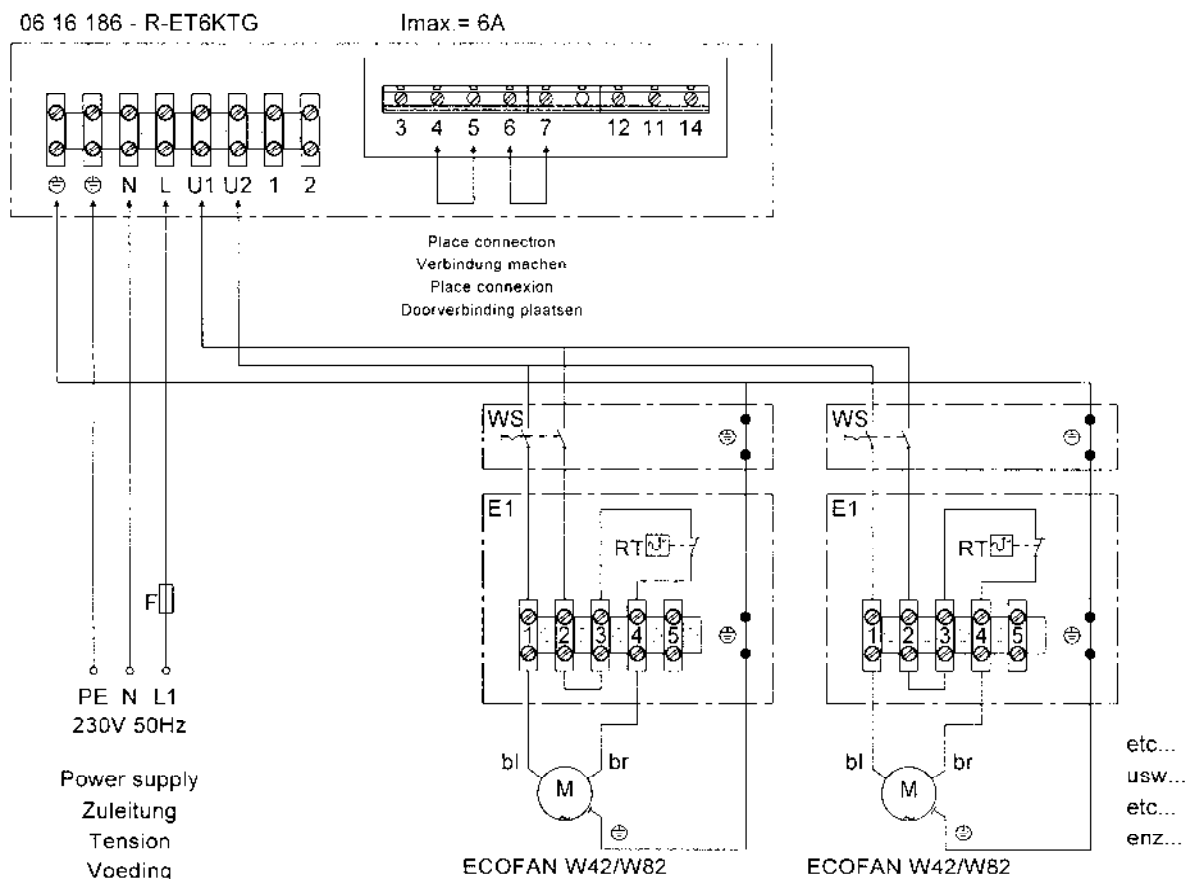 06 16 186 - R-ET6KTG
Imax.= 6A
3 4 5 6 7 12 11 14
N L U1 U2 1 2
Place connection
Verbindung machen
Place connexion
Doorverbinding plaatsen
WS
WS
E1
E1
RT
RT
F
1 2 3 4 5
1 2 3 4 5
PE N L1
230V 50Hz
bl
br
bl
br
M
M
etc...
usw...
etc...
enz...
Power supply
Zuleitung
Tension
Voeding
ECOFAN W42/W82
ECOFAN W42/W82